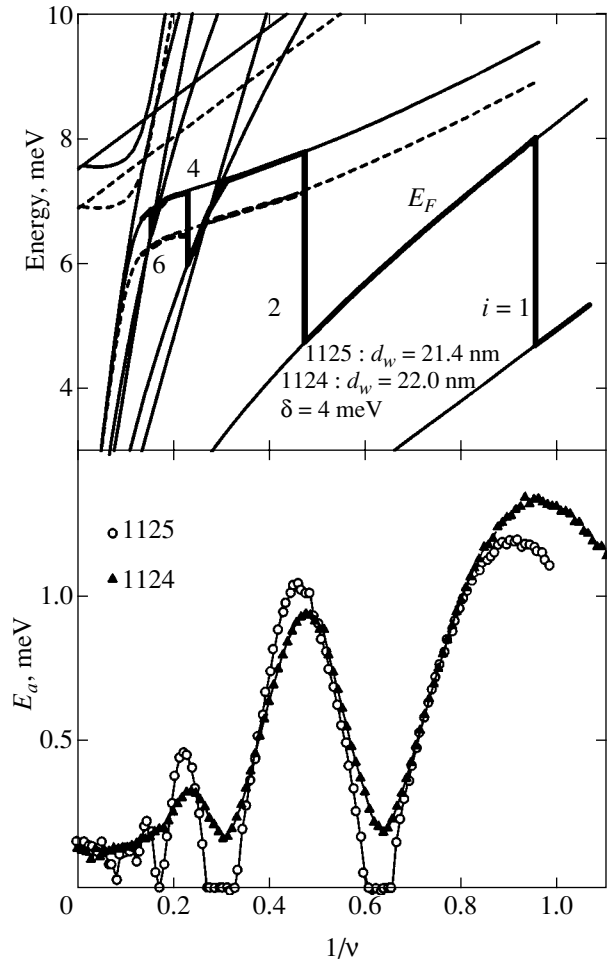 10
8
6
4
Energy, meV
4
6
2
i = 1
E_F
1125 : d_w = 21.4 nm
1124 : d_w = 22.0 nm
δ = 4 meV
1125
1124
1.0
0.5
0
E_a, meV
0.2 0.4 0.6 0.8 1.0
1/ν